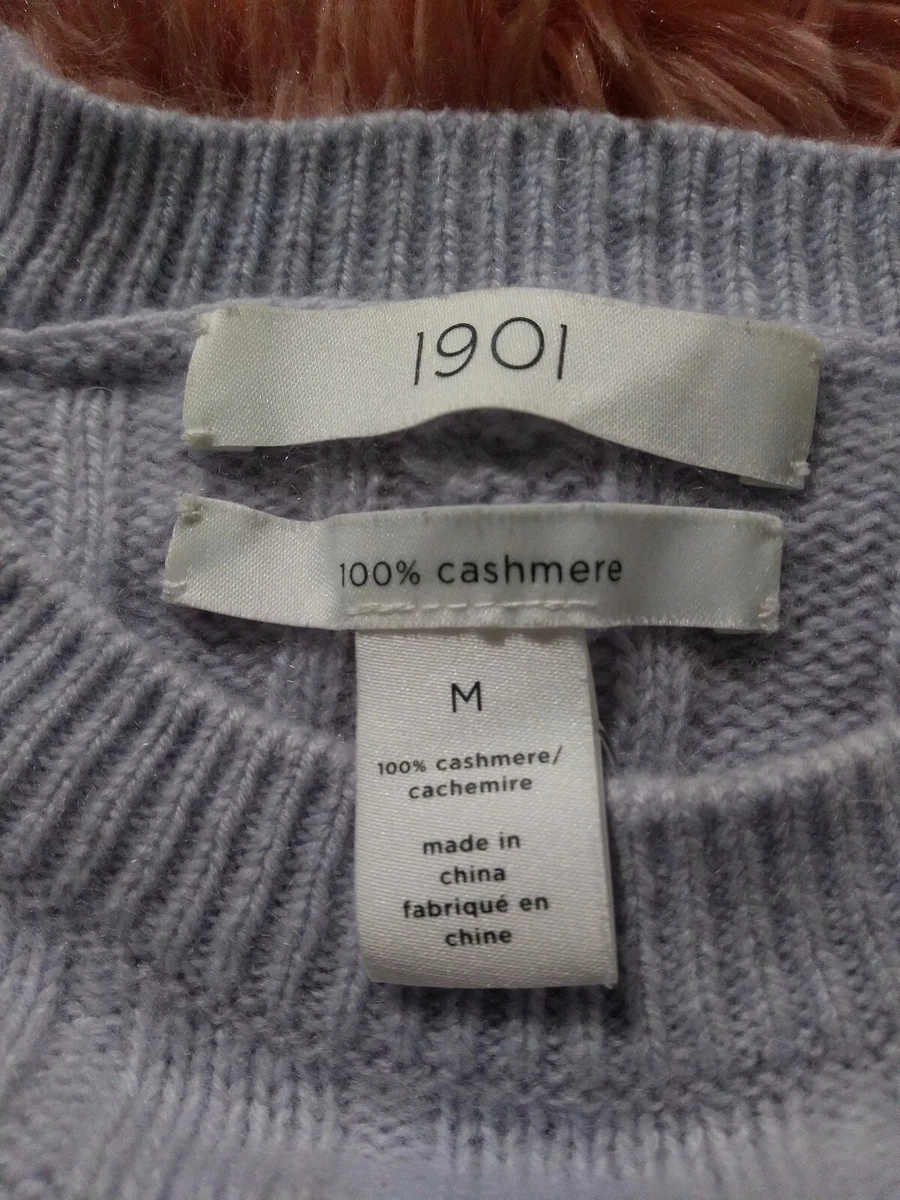 1901
100% cashmere
M
100% cashmere/
cachemire
made in
china
fabriqué en
chine